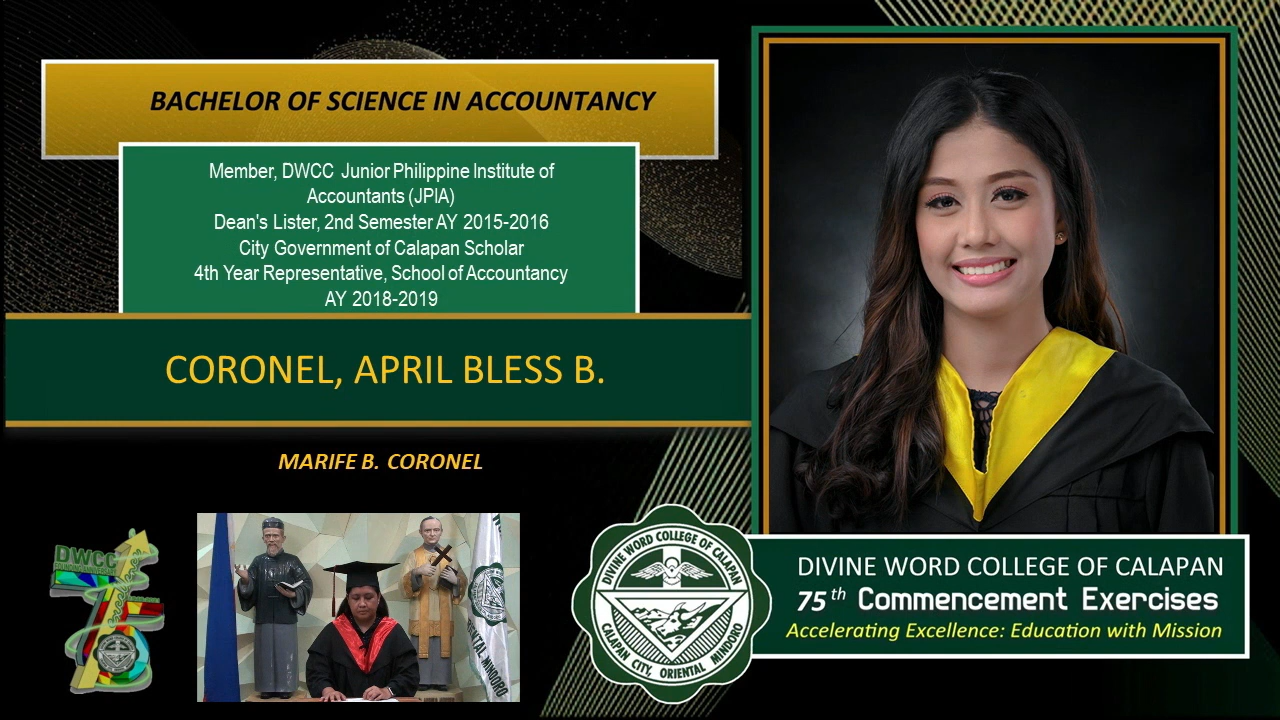 BACHELOR OF SCIENCE IN ACCOUNTANCY
Member, DWCC Junior Philippine Institute of
Accountants (JPIA)
Dean's Lister, 2nd Semester AY 2015-2016
City Government of Calapan Scholar
4th Year Representative, School of Accountancy
AY 2018-2019
CORONEL, APRIL BLESS B.
MARIFE B. CORONEL
DWCC
75
Excellence
DIVINE WORD COLLEGE OF CALAPAN
CALAPAN CITY, ORIENTAL MINDORO
DIVINE WORD COLLEGE OF CALAPAN
75th Commencement Exercises
Accelerating Excellence: Education with Mission